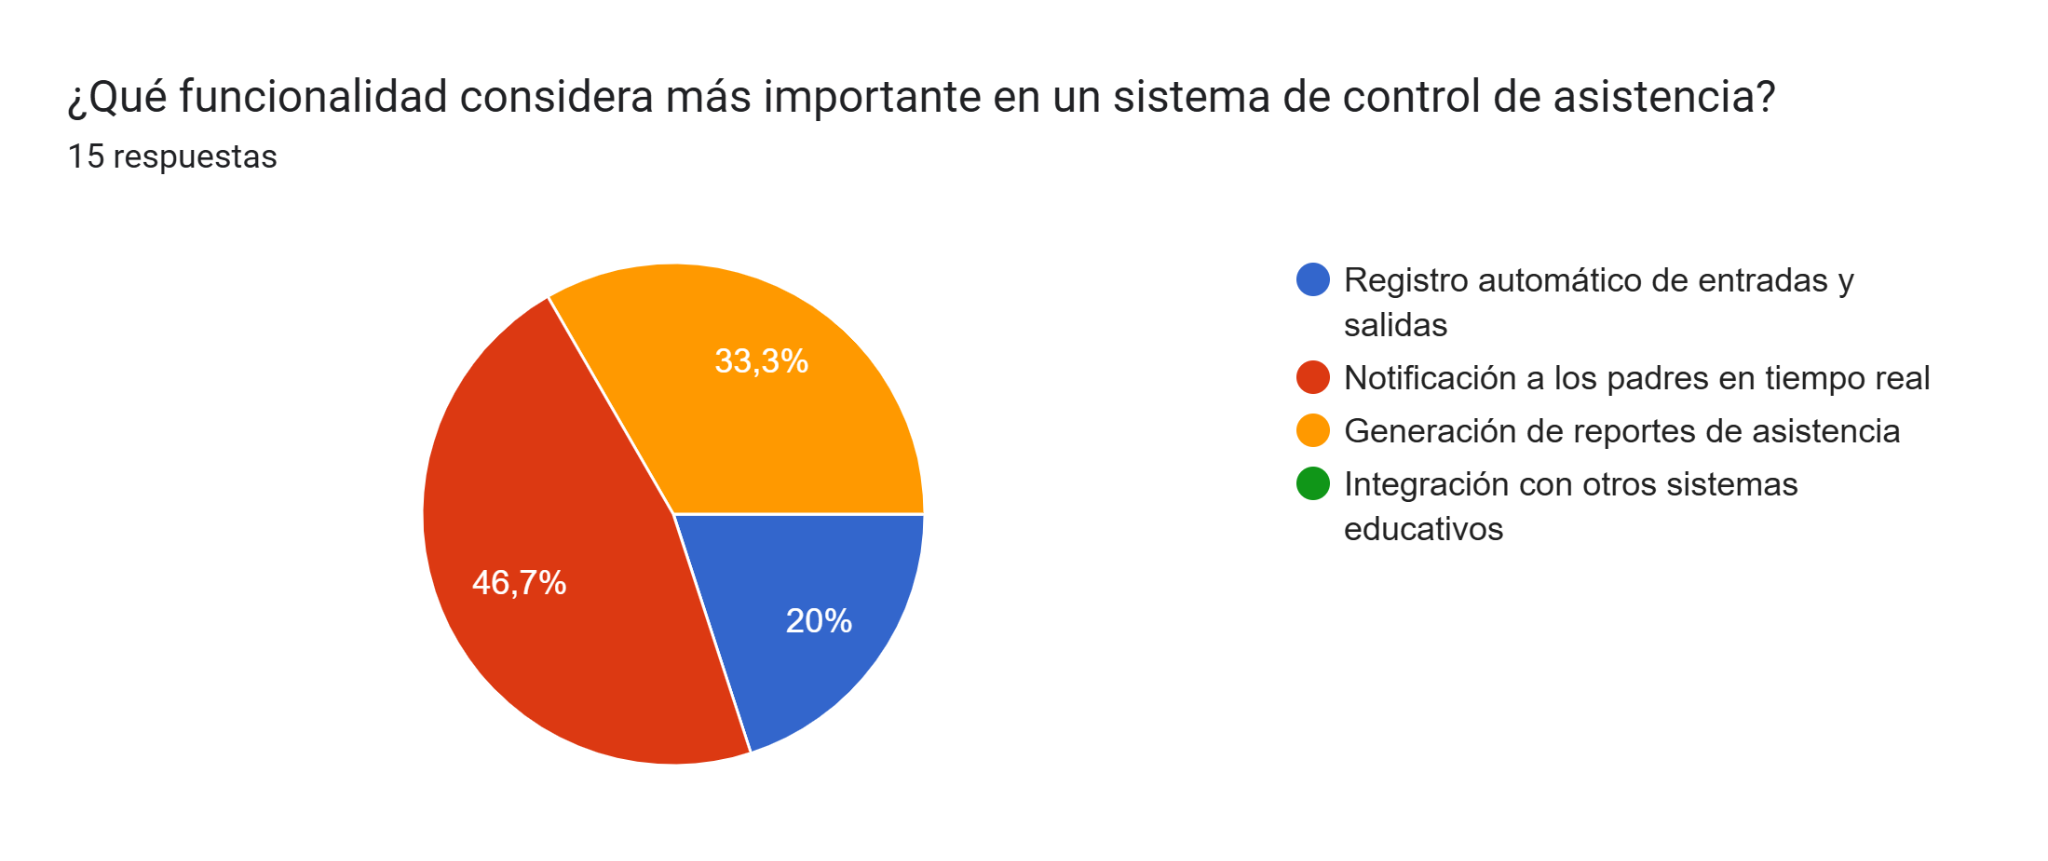 ¿Qué funcionalidad considera más importante en un sistema de control de asistencia?
15 respuestas
33,3%
46,7%
20%
Registro automático de entradas y
salidas
Notificación a los padres en tiempo real
Generación de reportes de asistencia
Integración con otros sistemas
educativos